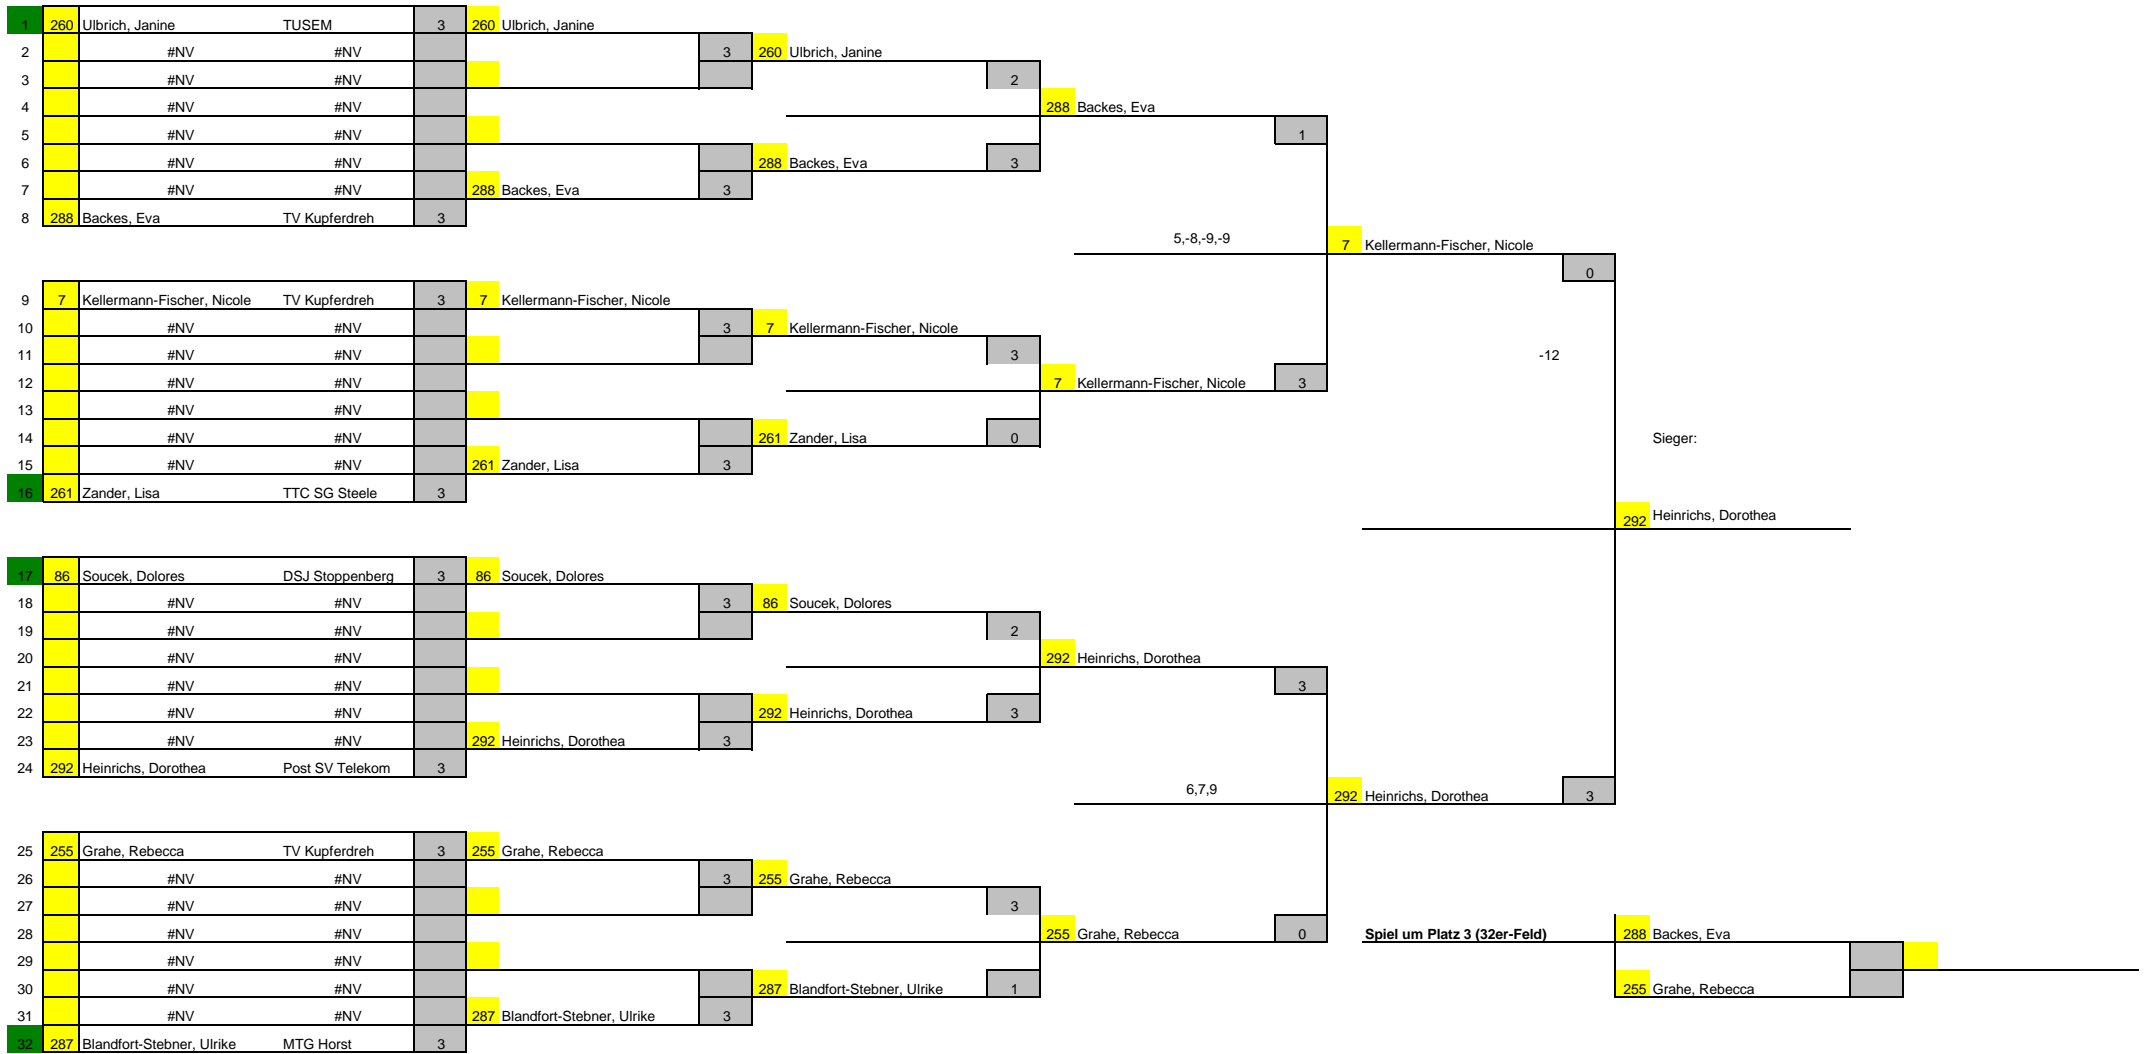 1 260 Ulbrich, Janine TUSEM 3 260 Ulbrich, Janine
2 #NV #NV 3 260 Ulbrich, Janine
3 #NV #NV 2
4 #NV #NV 288 Backes, Eva
5 #NV #NV 1
6 #NV #NV 288 Backes, Eva 3
7 #NV #NV 288 Backes, Eva 3
8 288 Backes, Eva TV Kupferdreh 3
5,-8,-9,-9 7 Kellermann-Fischer, Nicole
0
9 7 Kellermann-Fischer, Nicole TV Kupferdreh 3 7 Kellermann-Fischer, Nicole
10 #NV #NV 3 7 Kellermann-Fischer, Nicole
11 #NV #NV 3 -12
12 #NV #NV 7 Kellermann-Fischer, Nicole 3
13 #NV #NV
14 #NV #NV 261 Zander, Lisa 0 Sieger:
15 #NV #NV 261 Zander, Lisa 3
16 261 Zander, Lisa TTC SG Steele 3
292 Heinrichs, Dorothea
17 86 Soucek, Dolores DSJ Stoppenberg 3 86 Soucek, Dolores
18 #NV #NV 3 86 Soucek, Dolores
19 #NV #NV 2
20 #NV #NV 292 Heinrichs, Dorothea
21 #NV #NV 3
22 #NV #NV 292 Heinrichs, Dorothea 3
23 #NV #NV 292 Heinrichs, Dorothea 3
24 292 Heinrichs, Dorothea Post SV Telekom 3
6,7,9 292 Heinrichs, Dorothea 3
25 255 Grahe, Rebecca TV Kupferdreh 3 255 Grahe, Rebecca
26 #NV #NV 3 255 Grahe, Rebecca
27 #NV #NV 3
28 #NV #NV 255 Grahe, Rebecca 0 Spiel um Platz 3 (32er-Feld) 288 Backes, Eva
29 #NV #NV
30 #NV #NV 287 Blandfort-Stebner, Ulrike 1 255 Grahe, Rebecca
31 #NV #NV 287 Blandfort-Stebner, Ulrike 3
32 287 Blandfort-Stebner, Ulrike MTG Horst 3